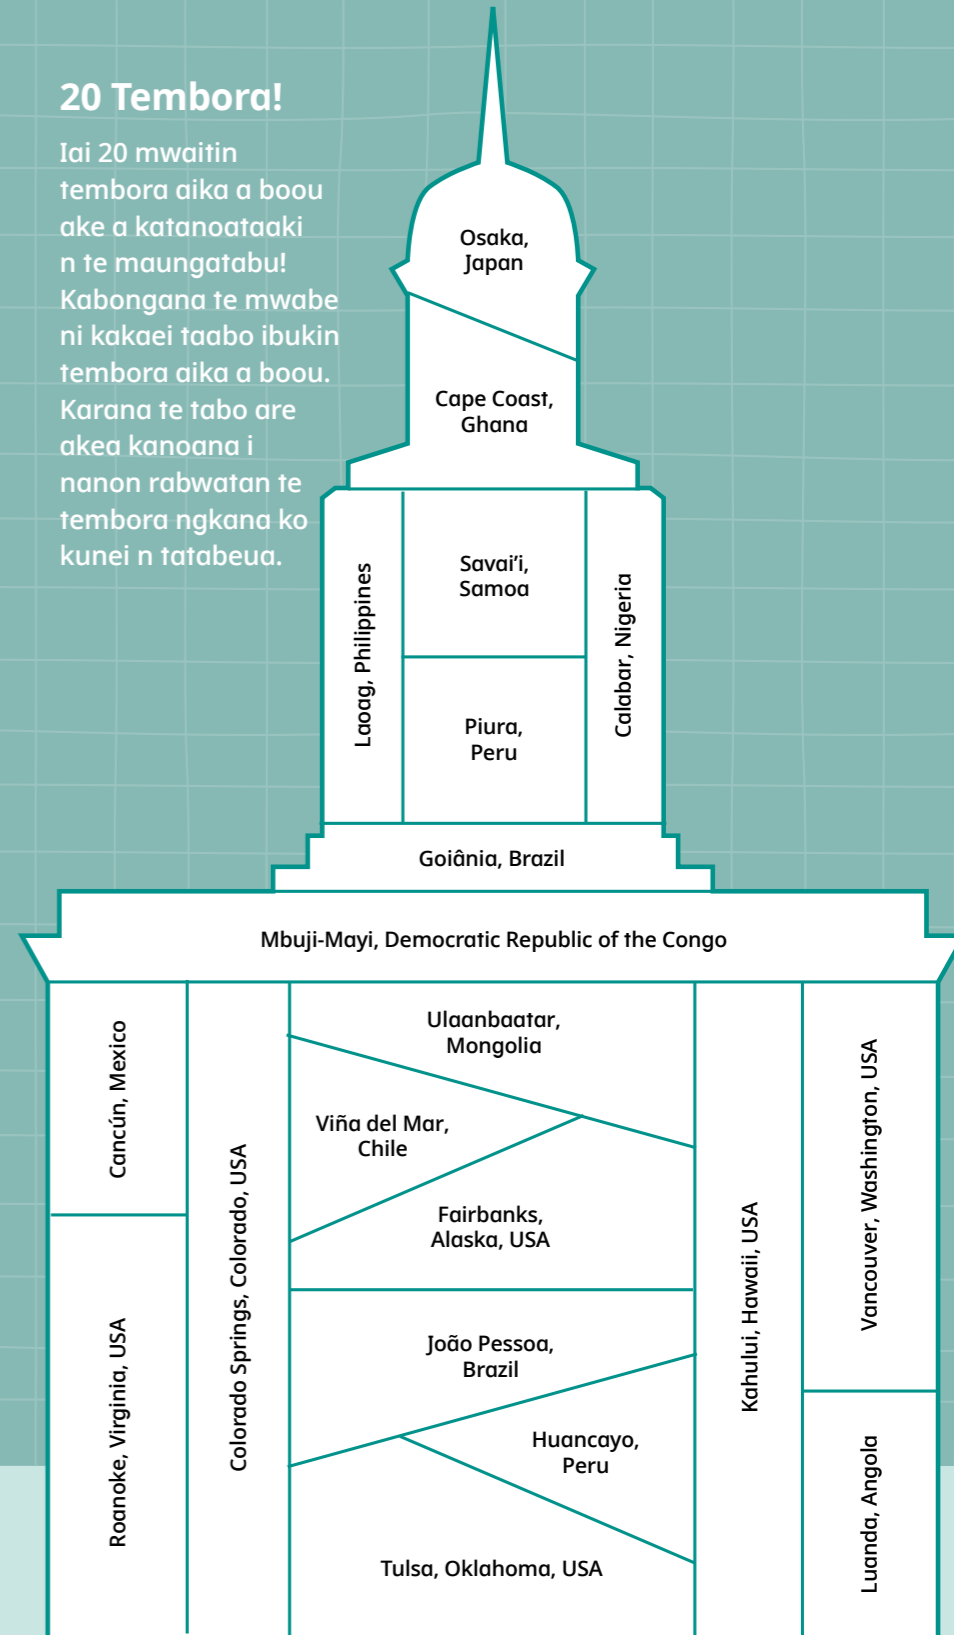 20 Tembora!
Iai 20 mwaitin
tembora aika a boou
ake a katanoataaki
n te maungatabu!
Kabongana te mwabe
ni kakaei taabo ibukin
tembora aika a boou.
Karana te tabo are
akea kanoana i
nanon rabwatan te
tembora ngkana ko
kunei n tatabeua.
Osaka,
Japan
Cape Coast,
Ghana
Laoag, Philippines
Savai’i,
Samoa
Calabar, Nigeria
Piura,
Peru
Goiânia, Brazil
Mbuji-Mayi, Democratic Republic of the Congo
Cancún, Mexico
Roanoke, Virginia, USA
Colorado Springs, Colorado, USA
Ulaanbaatar,
Mongolia
Viña del Mar,
Chile
Fairbanks,
Alaska, USA
João Pessoa,
Brazil
Huancayo,
Peru
Tulsa, Oklahoma, USA
Kahului, Hawaii, USA
Vancouver, Washington, USA
Luanda, Angola